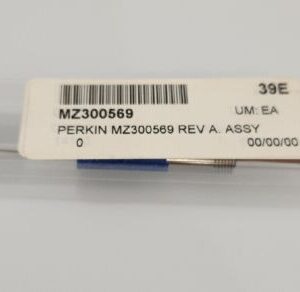 39E
MZ300569 UM: EA
PERKIN MZ300569 REV A. ASSY
0 00/00/00